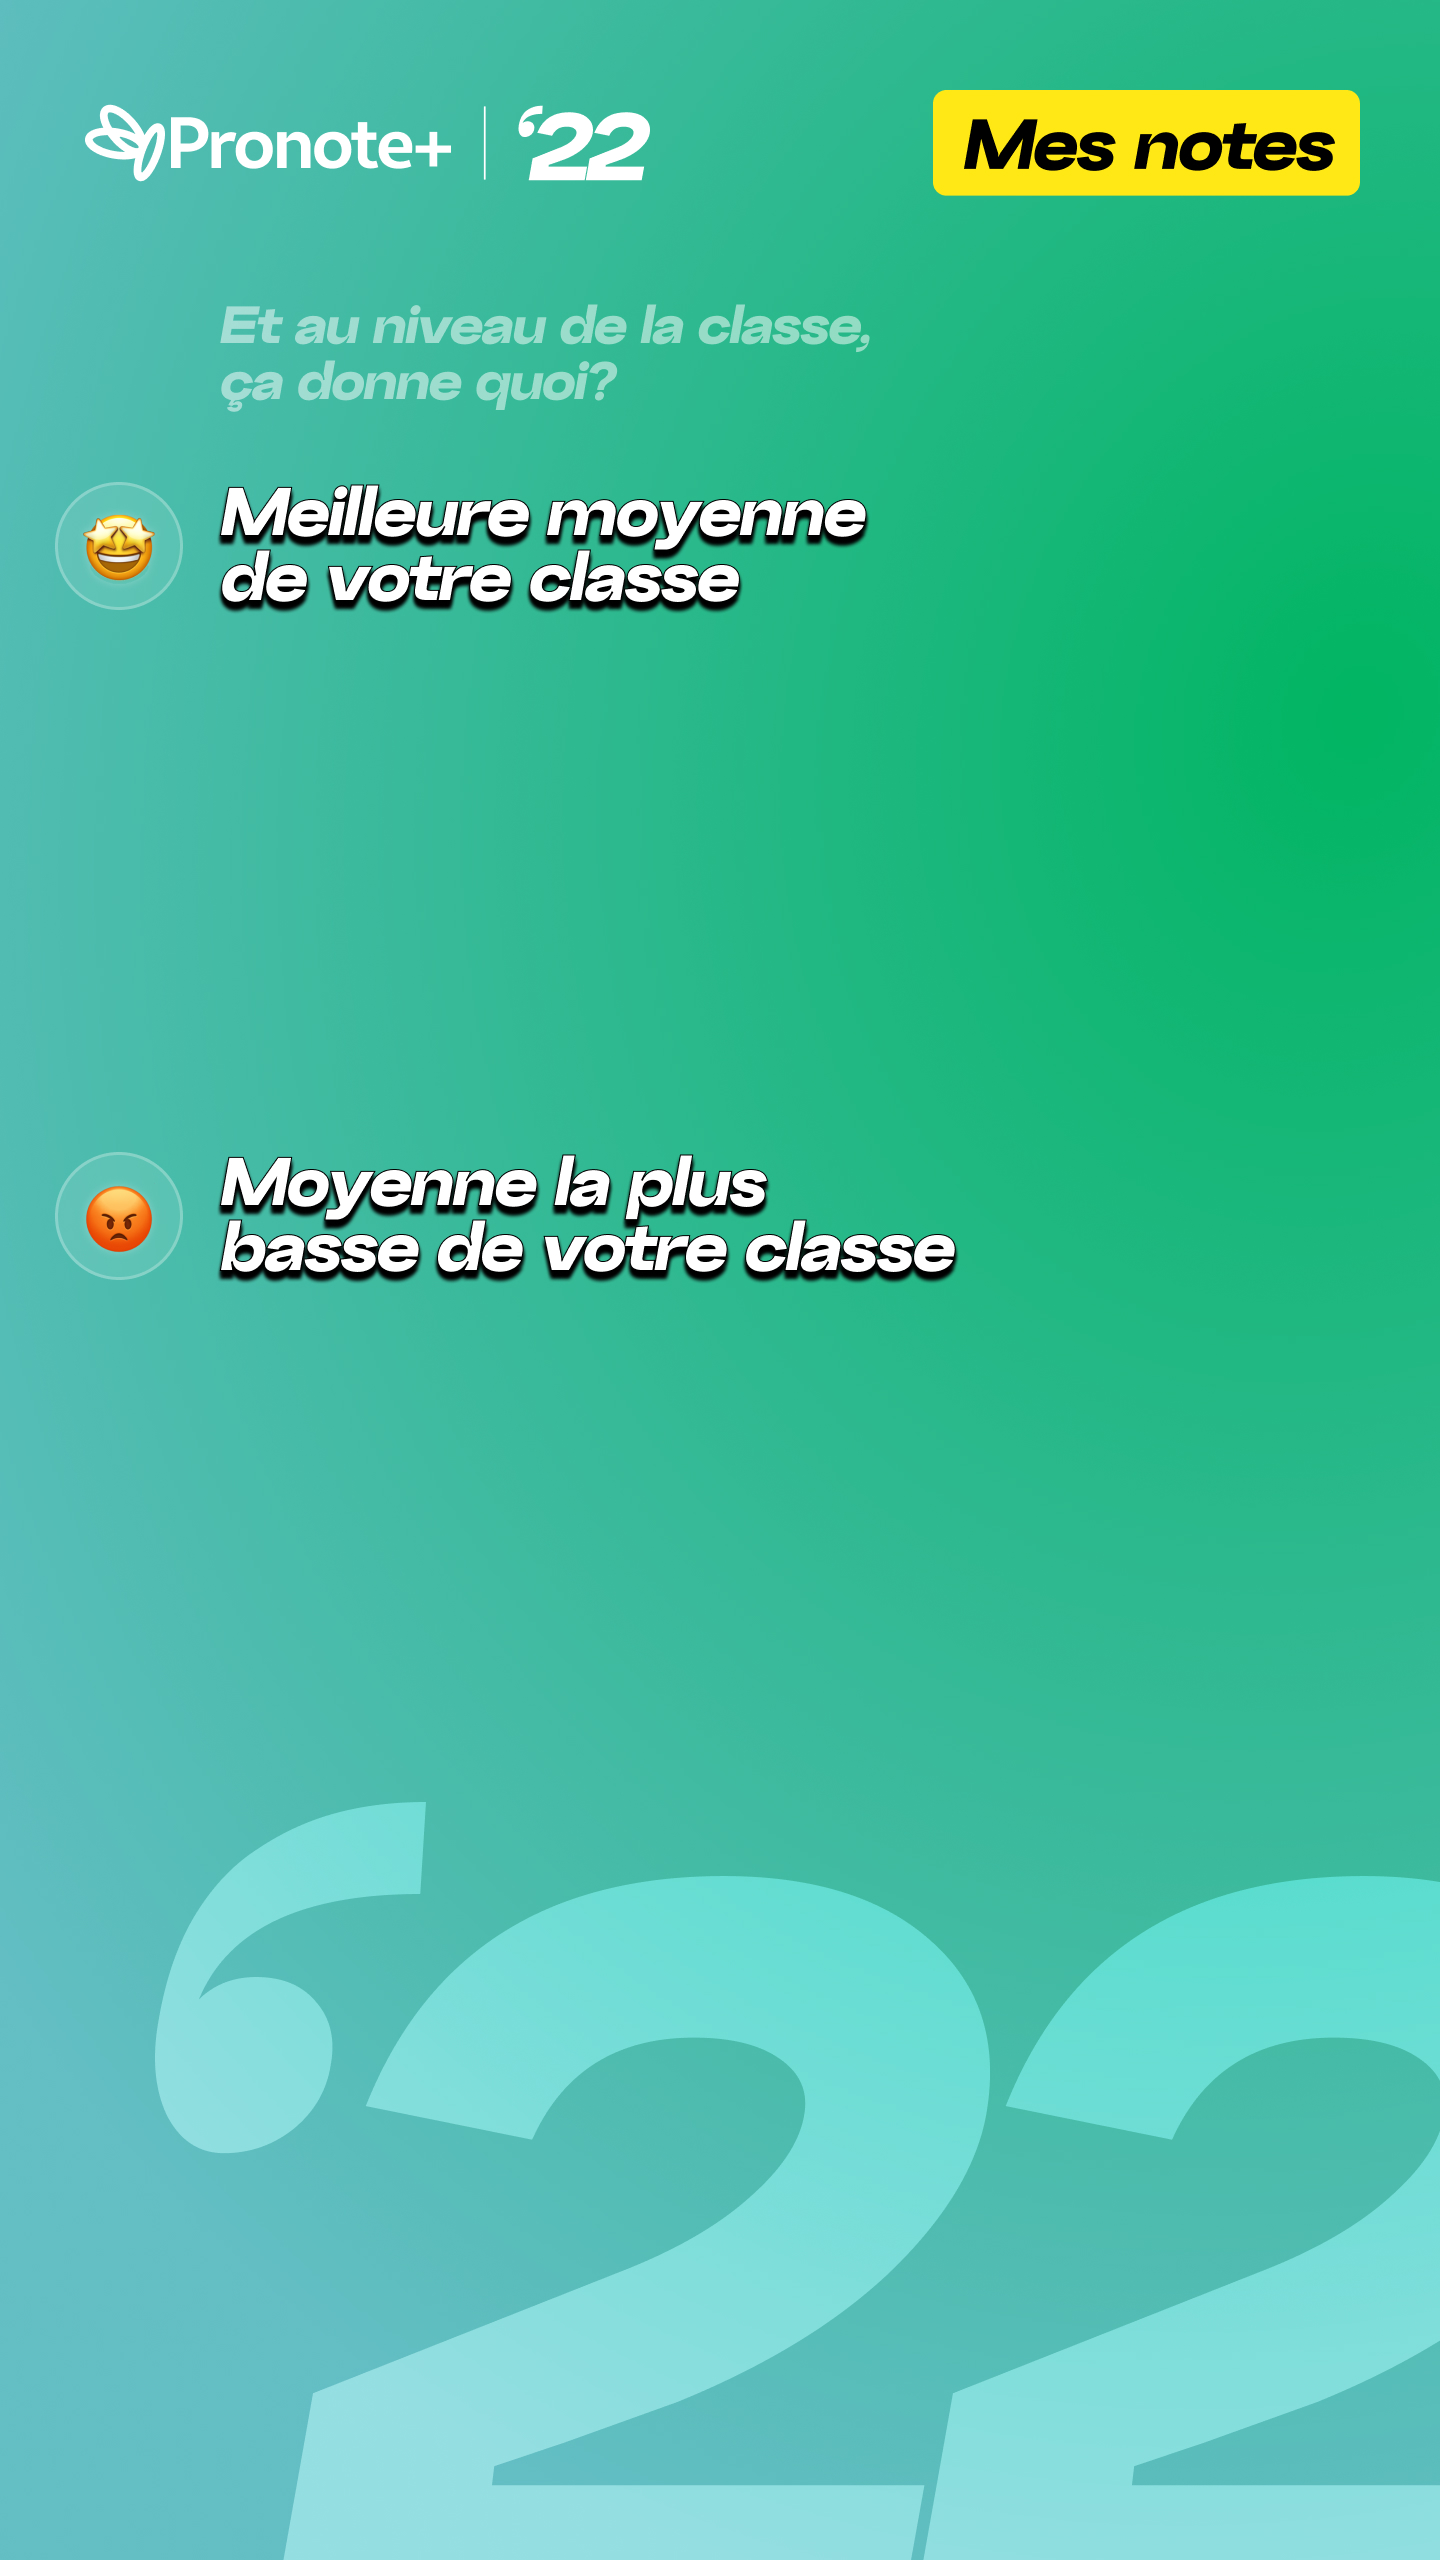 Pronote+ ‘22
Mes notes
Et au niveau de la classe,
ça donne quoi?
Meilleure moyenne
de votre classe
Moyenne la plus
basse de votre classe
‘22